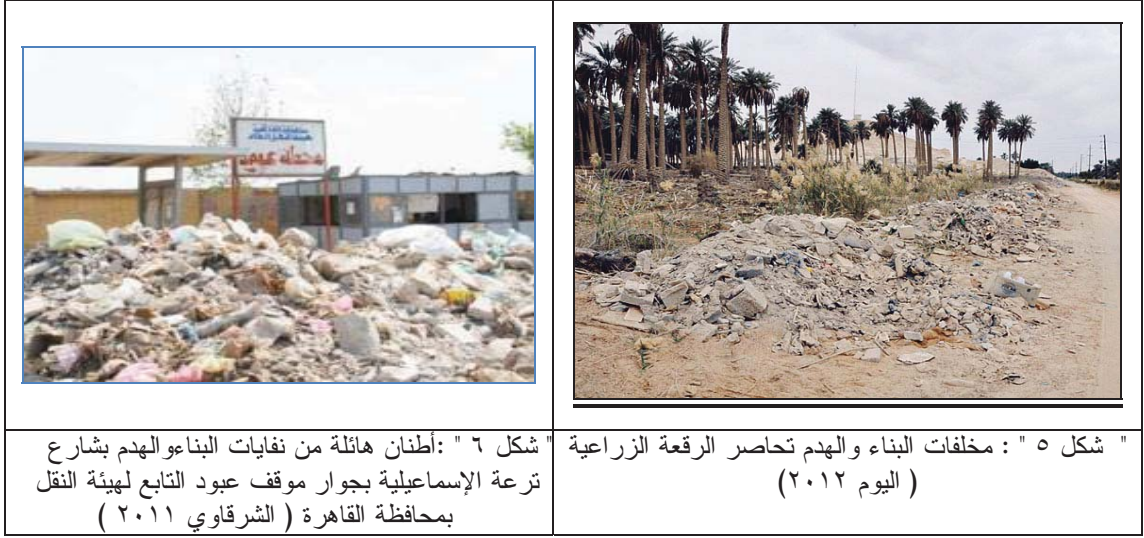 محطة عبود
" شكل ٥ " : مخلفات البناء والهدم تحاصر الرقعة الزراعية
( اليوم ٢٠١٢)
" شكل ٦ " :أطنان هائلة من نفايات البناءوالهدم بشارع
ترعة الإسماعيلية بجوار موقف عبود التابع لهيئة النقل
بمحافظة القاهرة ( الشرقاوي ٢٠١١ )